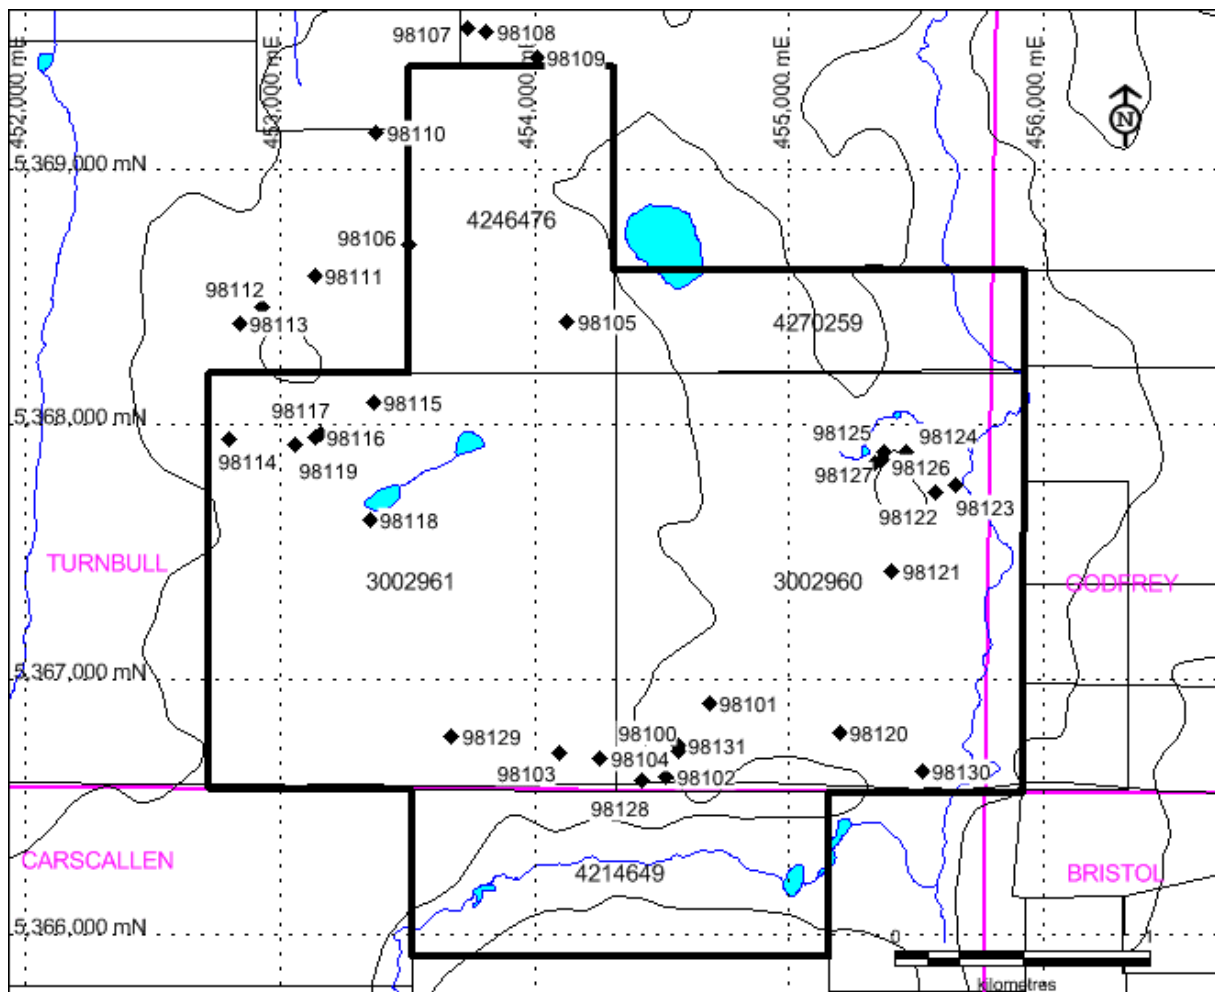 98107
98108
98109
452,000 mE
453,000 mE
454,000 mE
455,000 mE
456,000 mE
N
98110
5,369,000 mN
4246476
98106
98111
98112
98113
98105
4270259
98115
98117
5,368,000 mN
98116
98114
98119
98125
98124
98127
98126
98123
98122
98118
TURNBULL
3002961
3002960
98121
GODFREY
5,367,000 mN
98101
98129
98100
98131
98120
98103
98104
98102
98130
98128
CARSCALLEN
4214649
BRISTOL
5,366,000 mN
0
1
kilometres